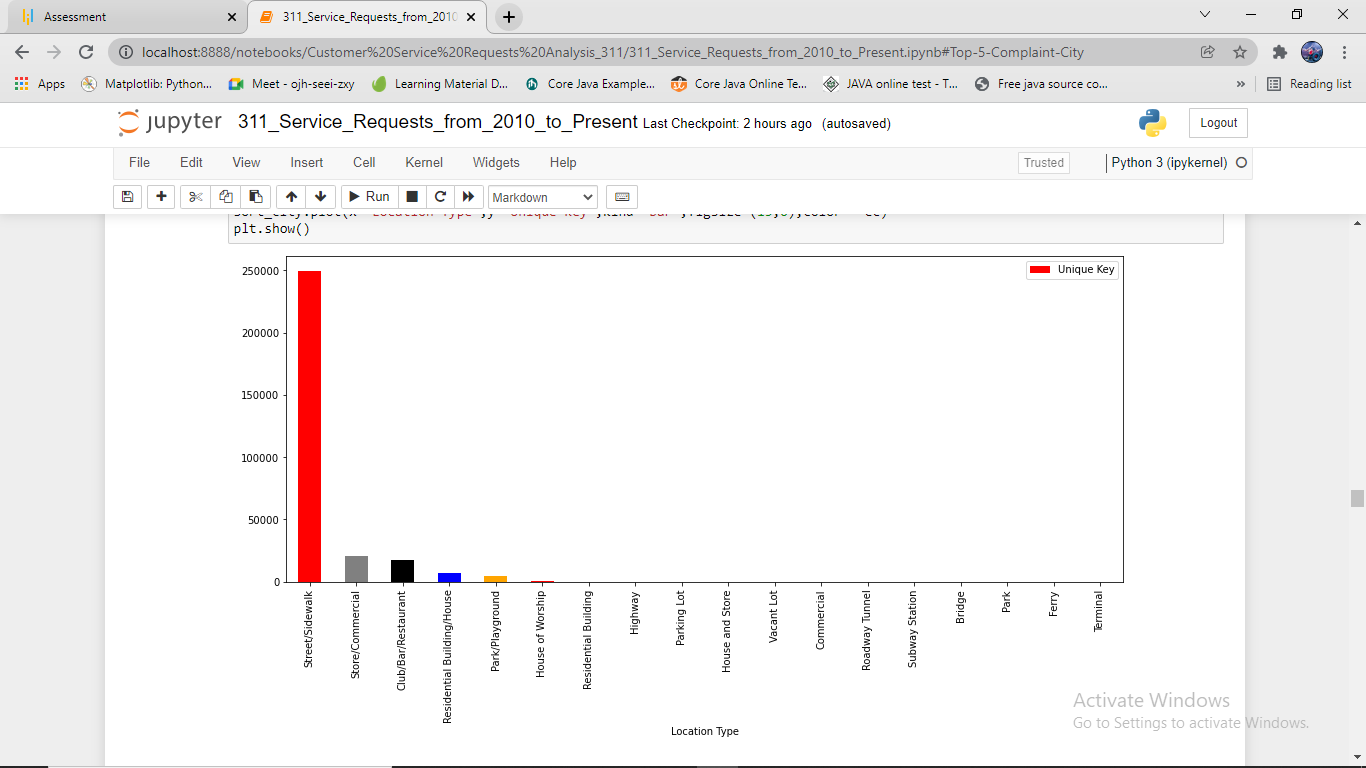 Assessment
311_Service_Requests_from_2010
localhost:8888/notebooks/Customer%20Service%20Requests%20Analysis_311/311_Service_Requests_from_2010_to_Present.ipynb#Top-5-Complaint-City
Apps Matplotlib: Python... Meet - ojh-seei-zxy Learning Material D... Core Java Example... Core Java Online Te... JAVA online test - T... Free java source co... » Reading list
jupyter 311_Service_Requests_from_2010_to_Present Last Checkpoint: 2 hours ago (autosaved) Logout
File Edit View Insert Cell Kernel Widgets Help Trusted Python 3 (ipykernel)
Run Markdown
plt.show()
Unique Key
250000
200000
150000
100000
50000
0
Street/Sidewalk
Store/Commercial
Club/Bar/Restaurant
Residential Building/House
Park/Playground
House of Worship
Residential Building
Highway
Parking Lot
House and Store
Vacant Lot
Commercial
Roadway Tunnel
Subway Station
Bridge
Park
Ferry
Terminal
Location Type
Activate Windows
Go to Settings to activate Windows.